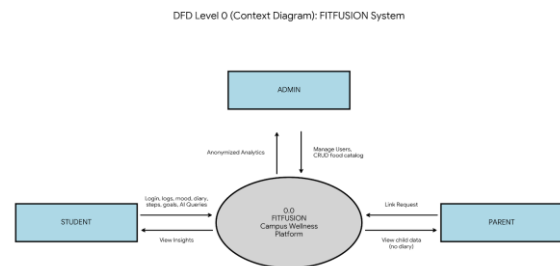 DFD Level 0 (Context Diagram): FITFUSION System
ADMIN
Anonymized Analytics
Manage Users,
CRUD food catalog
Login, logs, mood, diary,
steps, goals, AI Queries
0.0
FITFUSION
Campus Wellness
Platform
Link Request
STUDENT
PARENT
View Insights
View child data
(no diary)